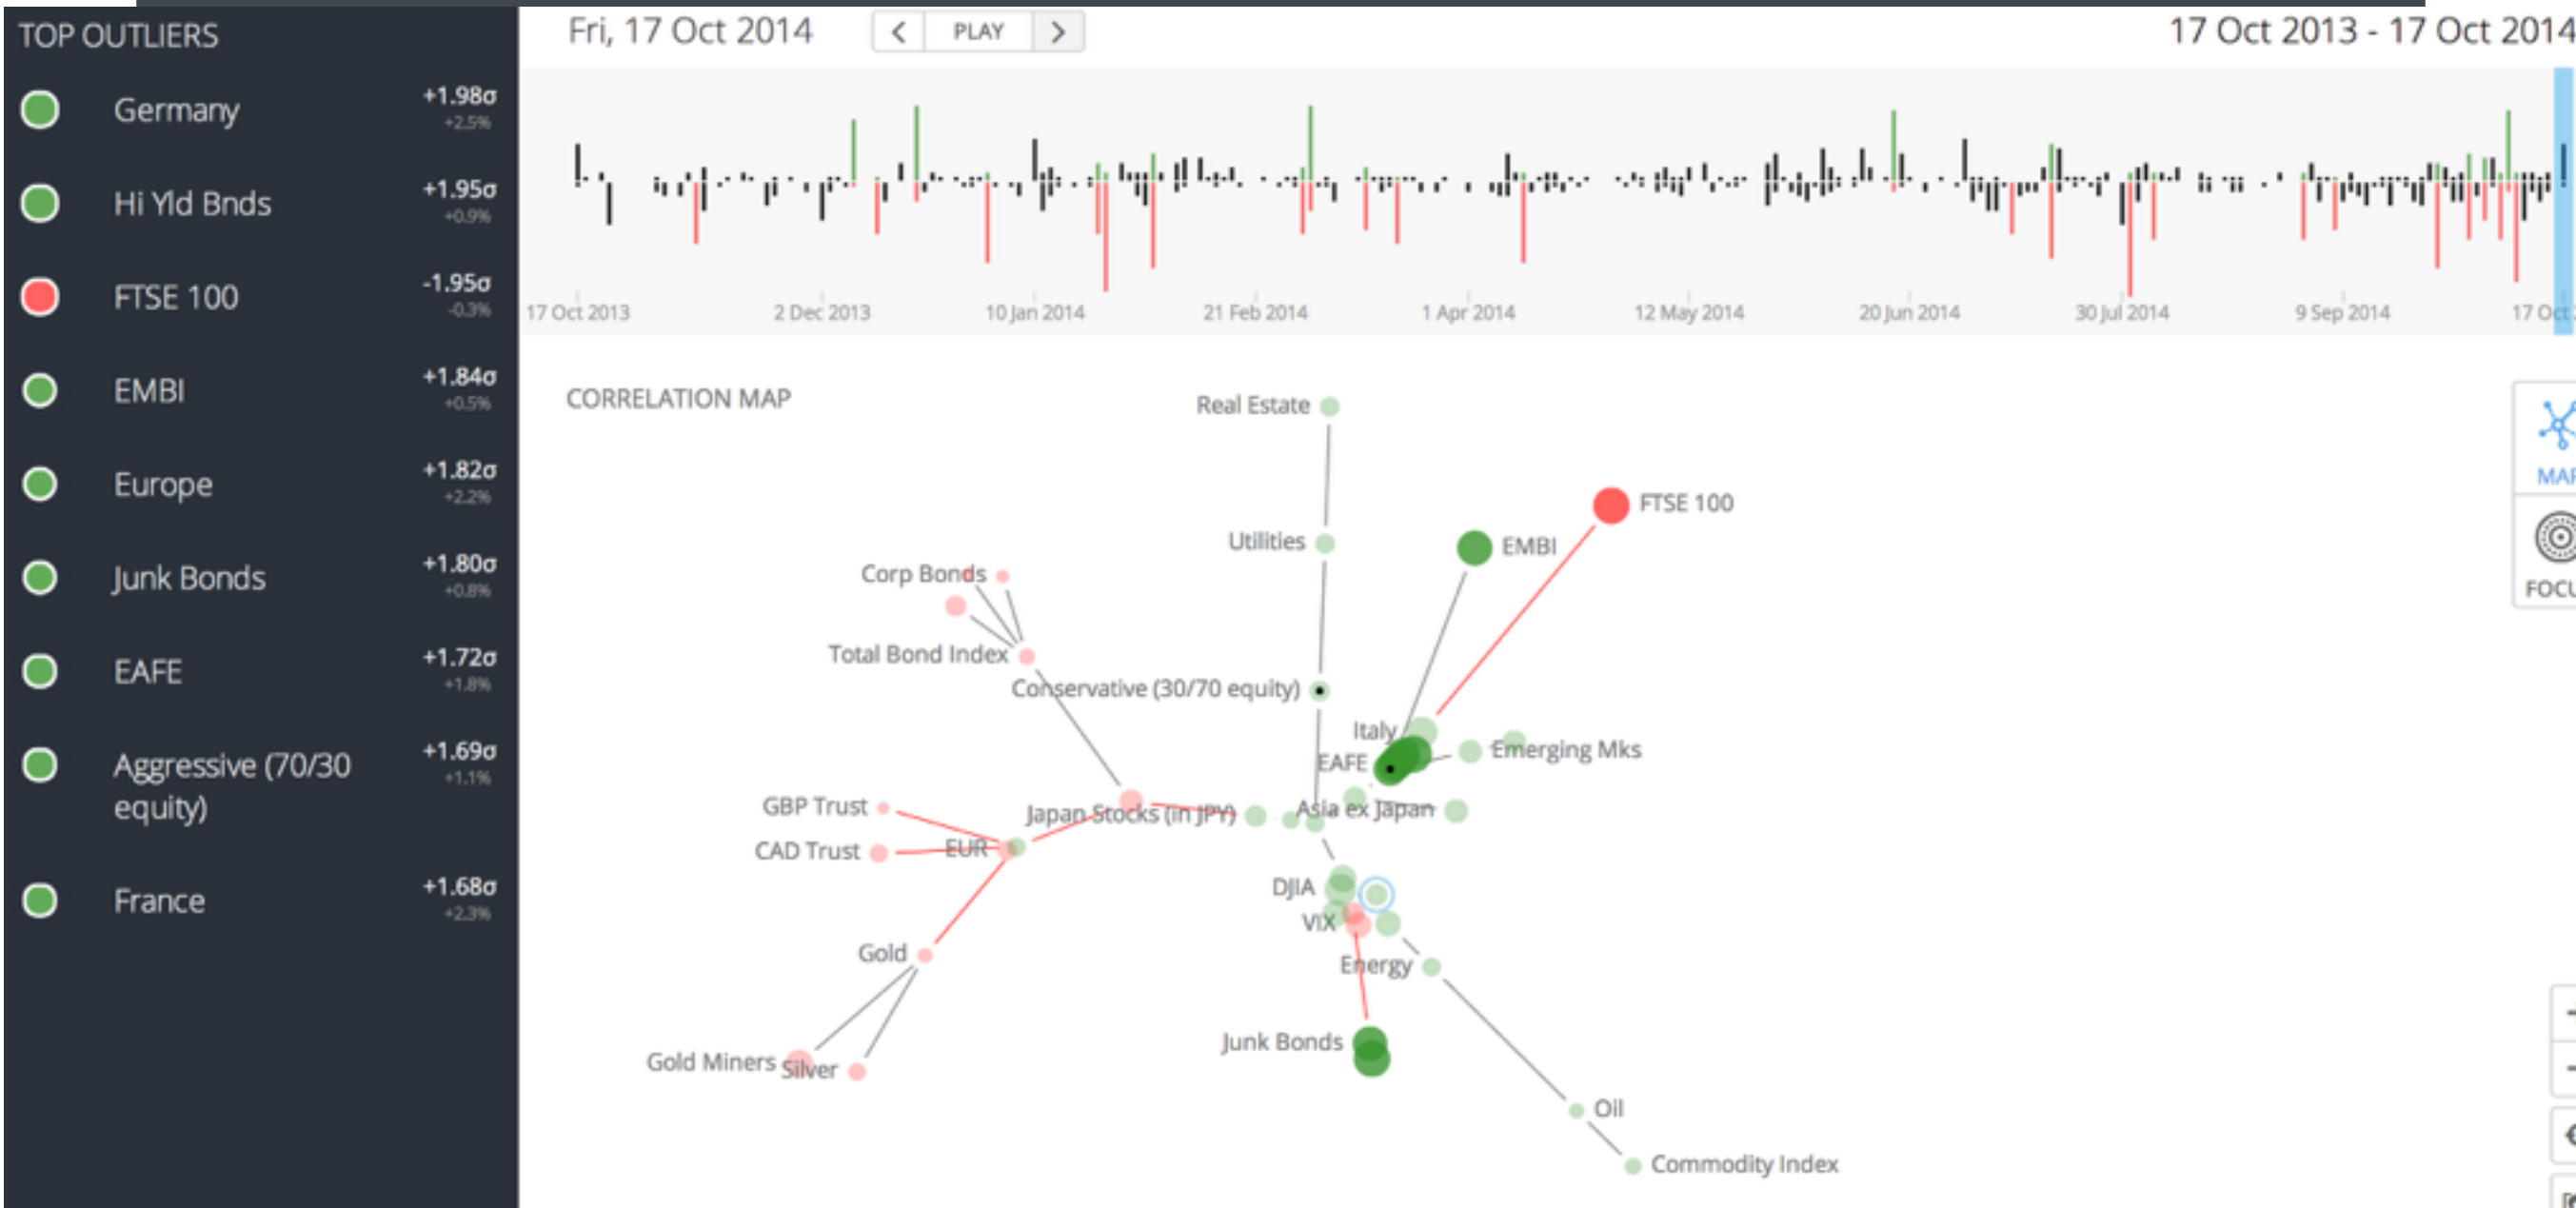 TOP OUTLIERS
Germany
+1.98σ
+2.5%
Hi Yld Bnds
+1.95σ
+0.9%
FTSE 100
-1.95σ
-0.3%
EMBI
+1.84σ
+0.5%
Europe
+1.82σ
+2.2%
Junk Bonds
+1.80σ
+0.8%
EAFE
+1.72σ
+1.8%
Aggressive (70/30
equity)
+1.69σ
+1.1%
France
+1.68σ
+2.3%
Fri, 17 Oct 2014
PLAY
17 Oct 2013 - 17 Oct 2014
17 Oct 2013
2 Dec 2013
10 Jan 2014
21 Feb 2014
1 Apr 2014
12 May 2014
20 Jun 2014
30 Jul 2014
9 Sep 2014
17 Oct
CORRELATION MAP
Real Estate
FTSE 100
Utilities
EMBI
Corp Bonds
Total Bond Index
Conservative (30/70 equity)
Italy
Emerging Mks
EAFE
GBP Trust
Japan Stocks (in JPY)
Asia ex Japan
CAD Trust
EUR
DJIA
VIX
Gold
Energy
Junk Bonds
Gold Miners
Silver
Oil
Commodity Index
MAP
FOCU